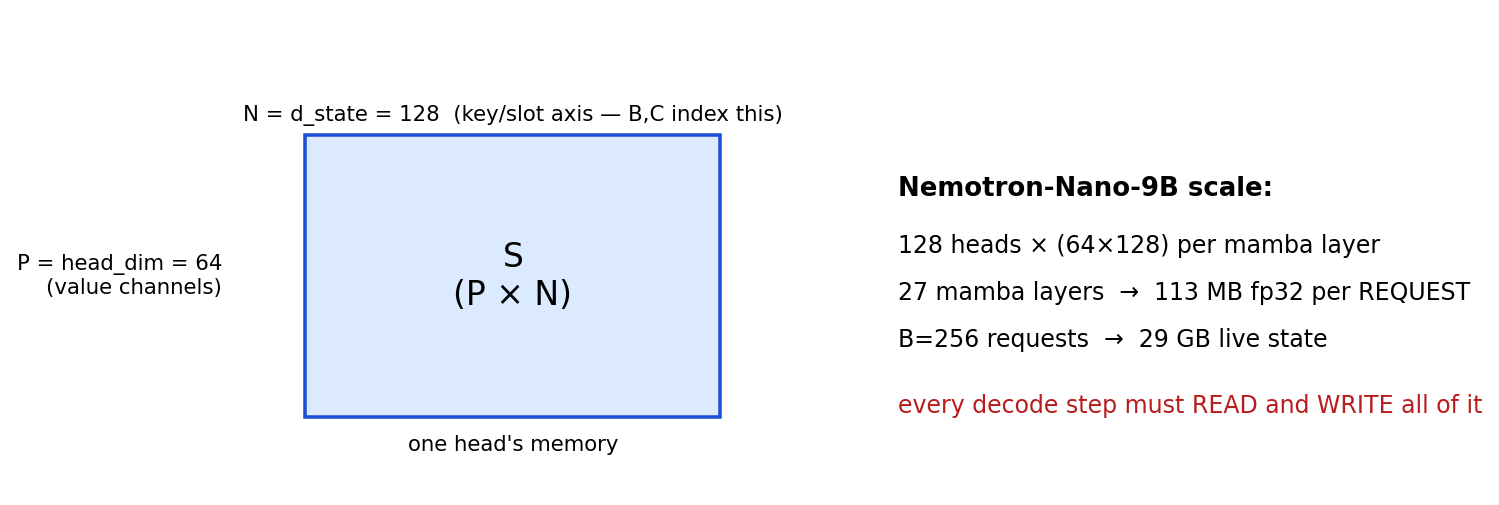 N = d_state = 128  (key/slot axis — B,C index this)
P = head_dim = 64
(value channels)
S
(P × N)
one head's memory
Nemotron-Nano-9B scale:
128 heads × (64×128) per mamba layer
27 mamba layers → 113 MB fp32 per REQUEST
B=256 requests → 29 GB live state
every decode step must READ and WRITE all of it